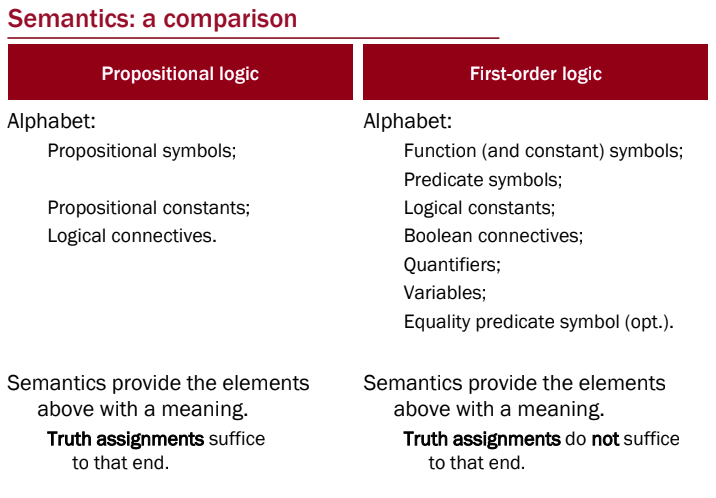 Semantics: a comparison
Propositional logic
Alphabet:
Propositional symbols;
Propositional constants;
Logical connectives.
Semantics provide the elements
above with a meaning.
Truth assignments suffice
to that end.
First-order logic
Alphabet:
Function (and constant) symbols;
Predicate symbols;
Logical constants;
Boolean connectives;
Quantifiers;
Variables;
Equality predicate symbol (opt.).
Semantics provide the elements
above with a meaning.
Truth assignments do not suffice
to that end.